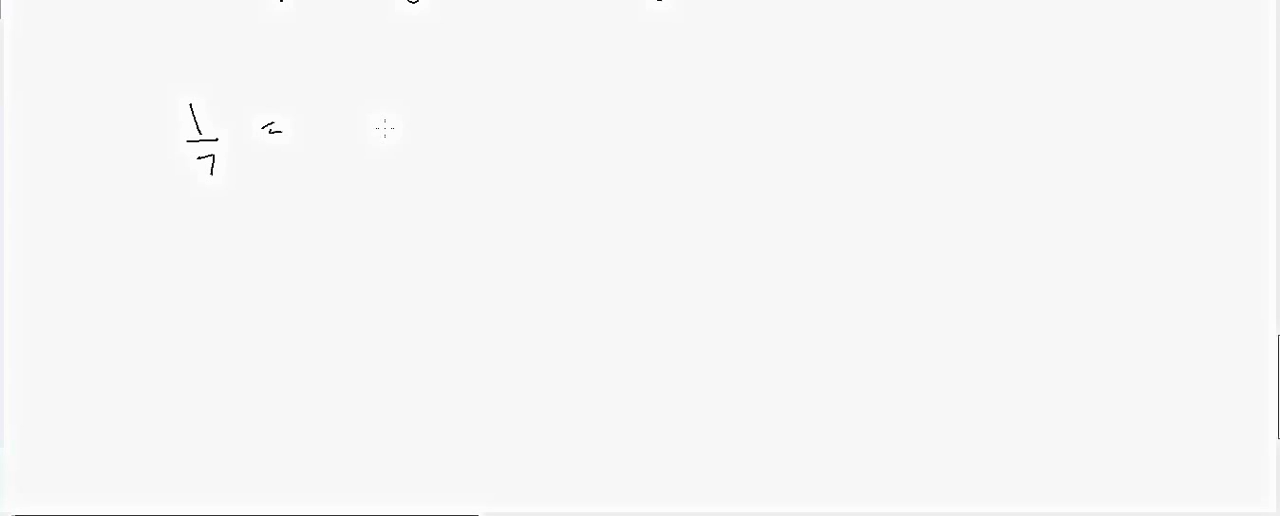 1/7 =